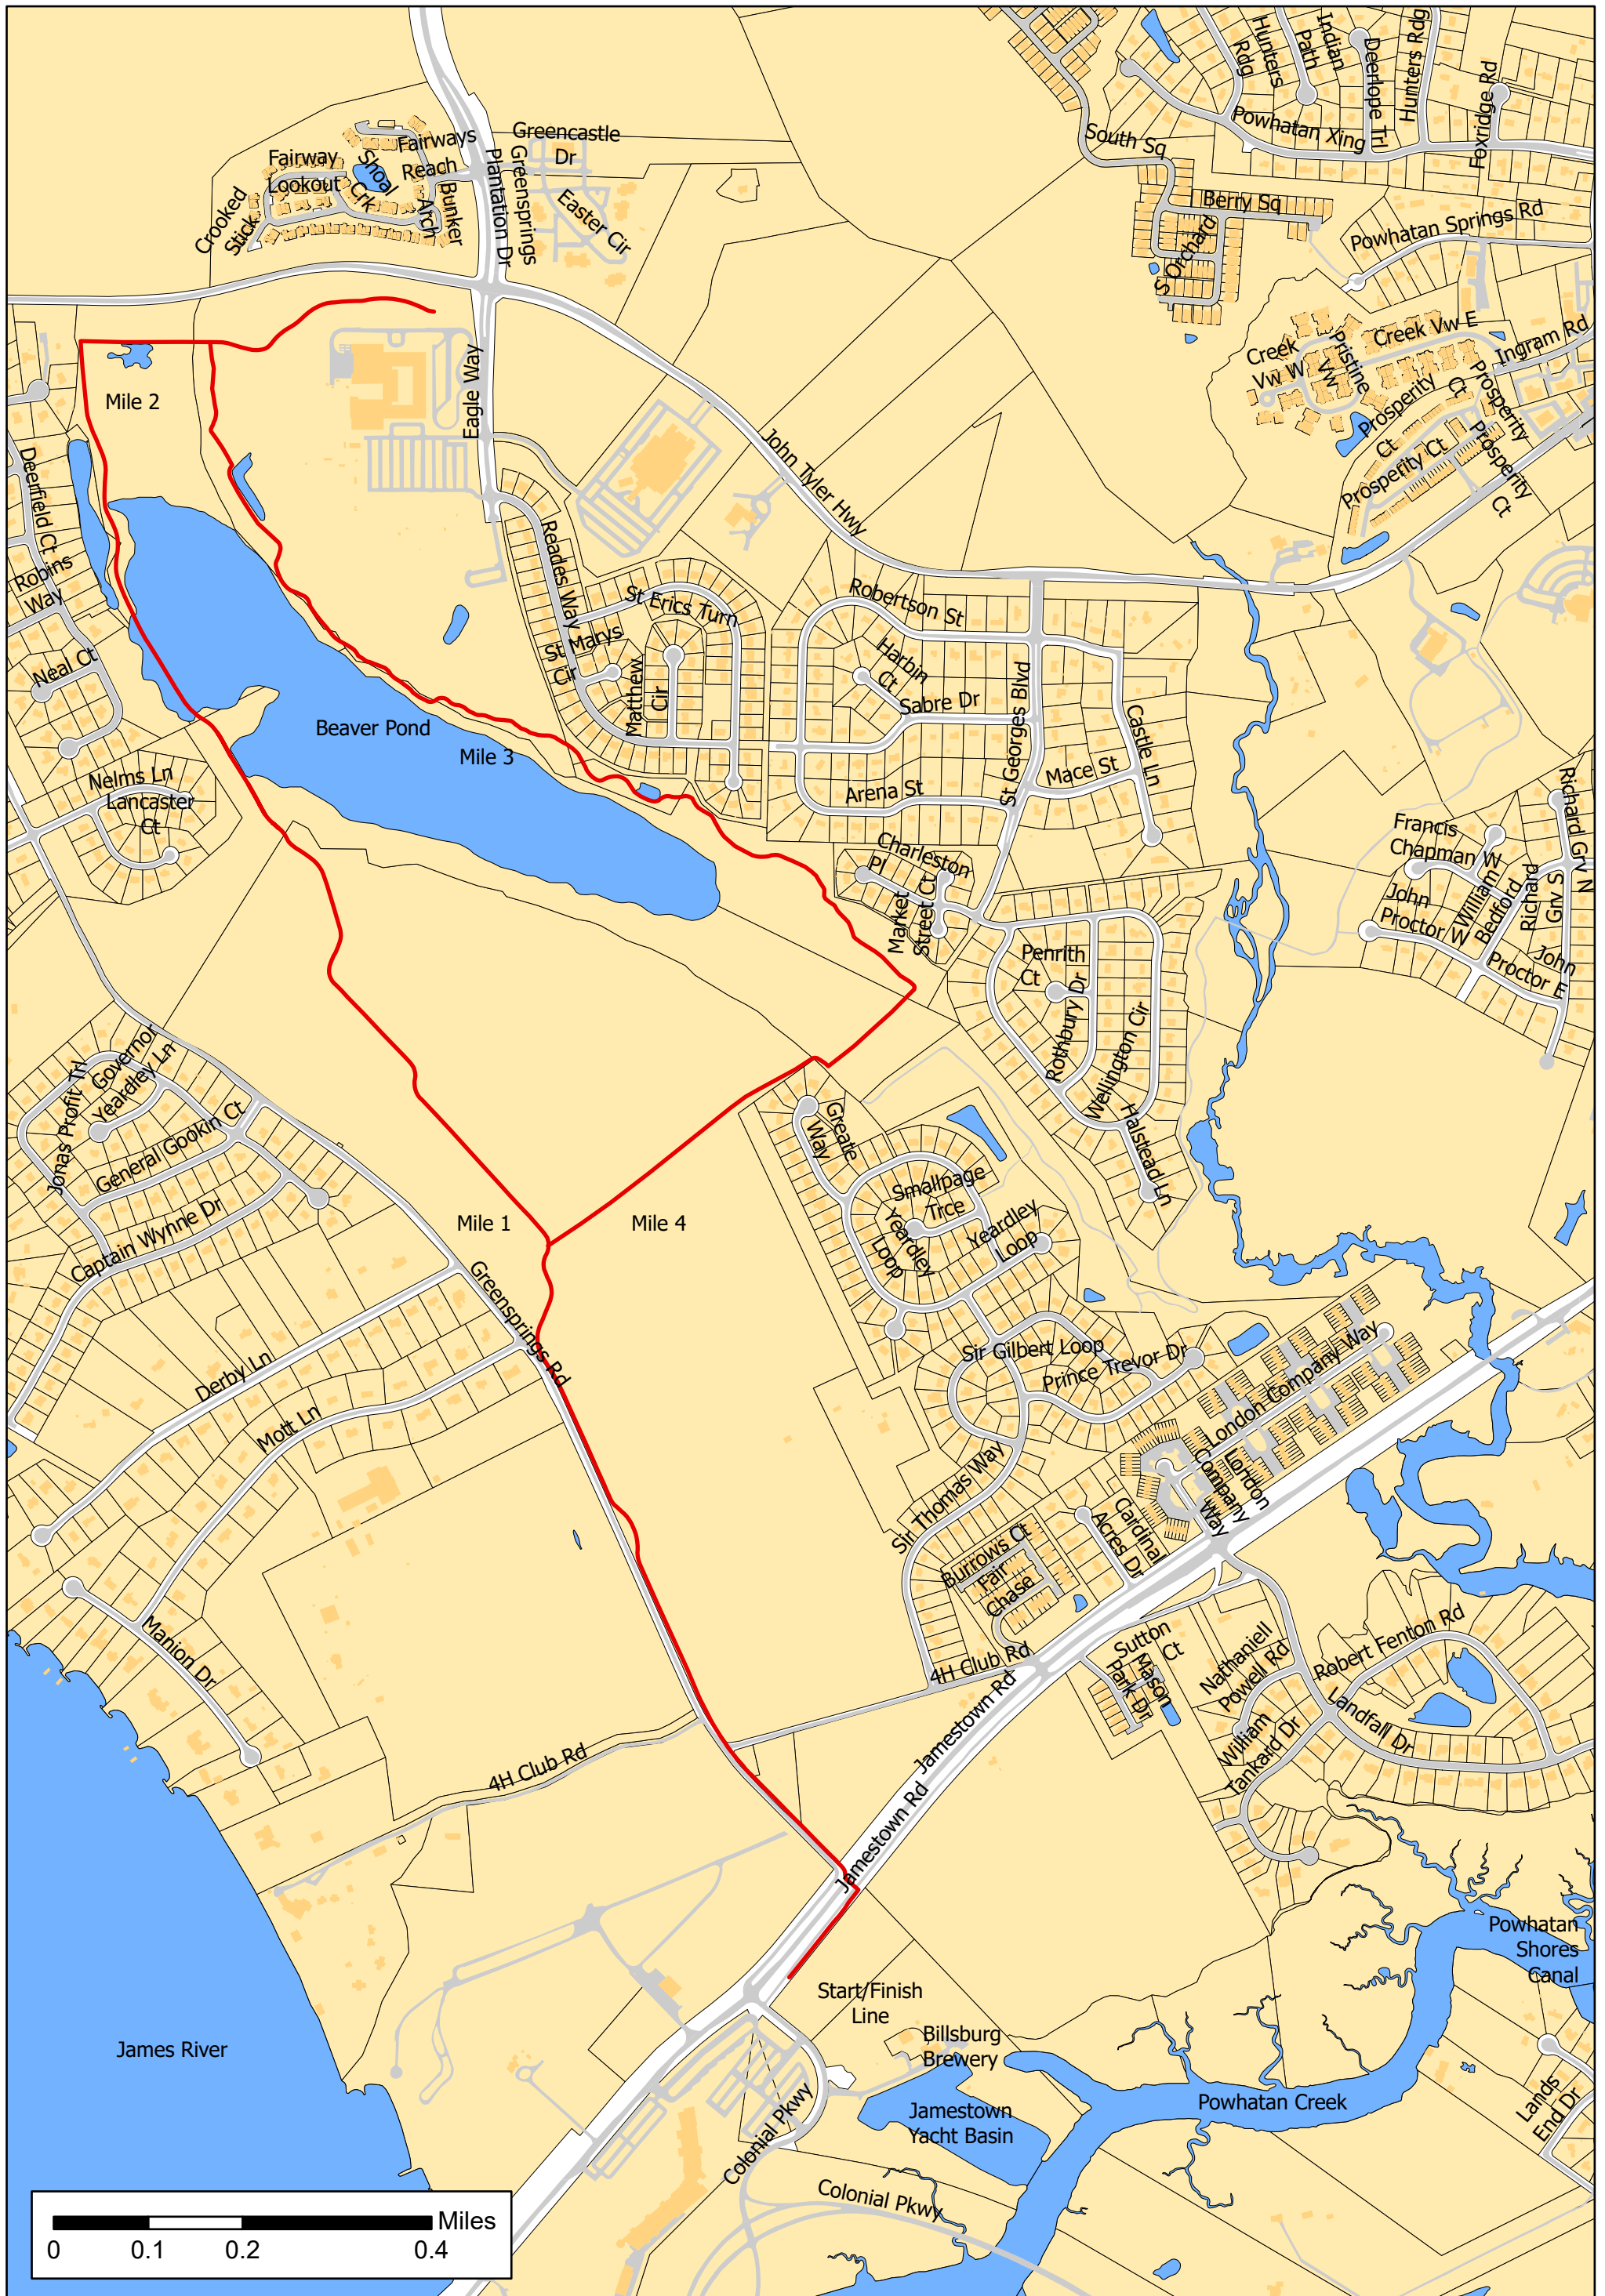 Hunters
Rdg
Indian
Path
Deerlope Trl
Hunters Rdg
Foxridge Rd
Powhatan Xing
South Sq
Berry Sq
S Orchard
Powhatan Springs Rd
Fairways
Reach
Fairway
Lookout
Shoal
Crk
Bunker
Arch
Crooked
Stick
Greensprings
Plantation Dr
Greencastle
Dr
Easter Cir
Creek
Vw W
Pristine
Vw
Creek Vw E
Ingram Rd
Prosperity
Ct
Prosperity
Ct
Prosperity Ct
Prosperity
Ct
Mile 2
Eagle Way
John Tyler Hwy
Deerfield Ct
Robins
Way
Neal Ct
Reades Way
St Erics Turn
St Marys
Cir
Matthew
Cir
Robertson St
Harbin
Ct
Sabre Dr
St Georges Blvd
Castle Ln
Mace St
Arena St
Beaver Pond
Mile 3
Nelms Ln
Lancaster
Ct
Charleston
Pl
Market
Street Ct
Francis
Chapman W
William
Bedford
Richard
Grv S
Richard Grv N
John
Proctor W
John
Proctor E
Penrith
Ct
Rothbury Dr
Wellington Cir
Halstead Ln
Governor
Yeardley Ln
Jonas Profit Trl
General Gookin Ct
Captain Wynne Dr
Greate
Way
Smallpage
Trce
Yeardley
Loop
Yeardley
Loop
Mile 1
Mile 4
Greensprings Rd
Derby Ln
Mott Ln
Sir Gilbert Loop
Prince Trevor Dr
London Company Way
London
Company
Way
Sir Thomas Way
Burrows Ct
Fair
Chase
Cardinal
Acres Dr
Manion Dr
4H Club Rd
4H Club Rd
Jamestown Rd
Jamestown Rd
Sutton
Ct
Mason
Park Dr
Nathaniell
Powell Rd
Robert Fenton Rd
William
Tankard Dr
Landfall Dr
Powhatan
Shores
Canal
Start/Finish
Line
Billsburg
Brewery
James River
Jamestown
Yacht Basin
Powhatan Creek
Lands
End Dr
Colonial Pkwy
Colonial Pkwy
Miles
0 0.1 0.2 0.4